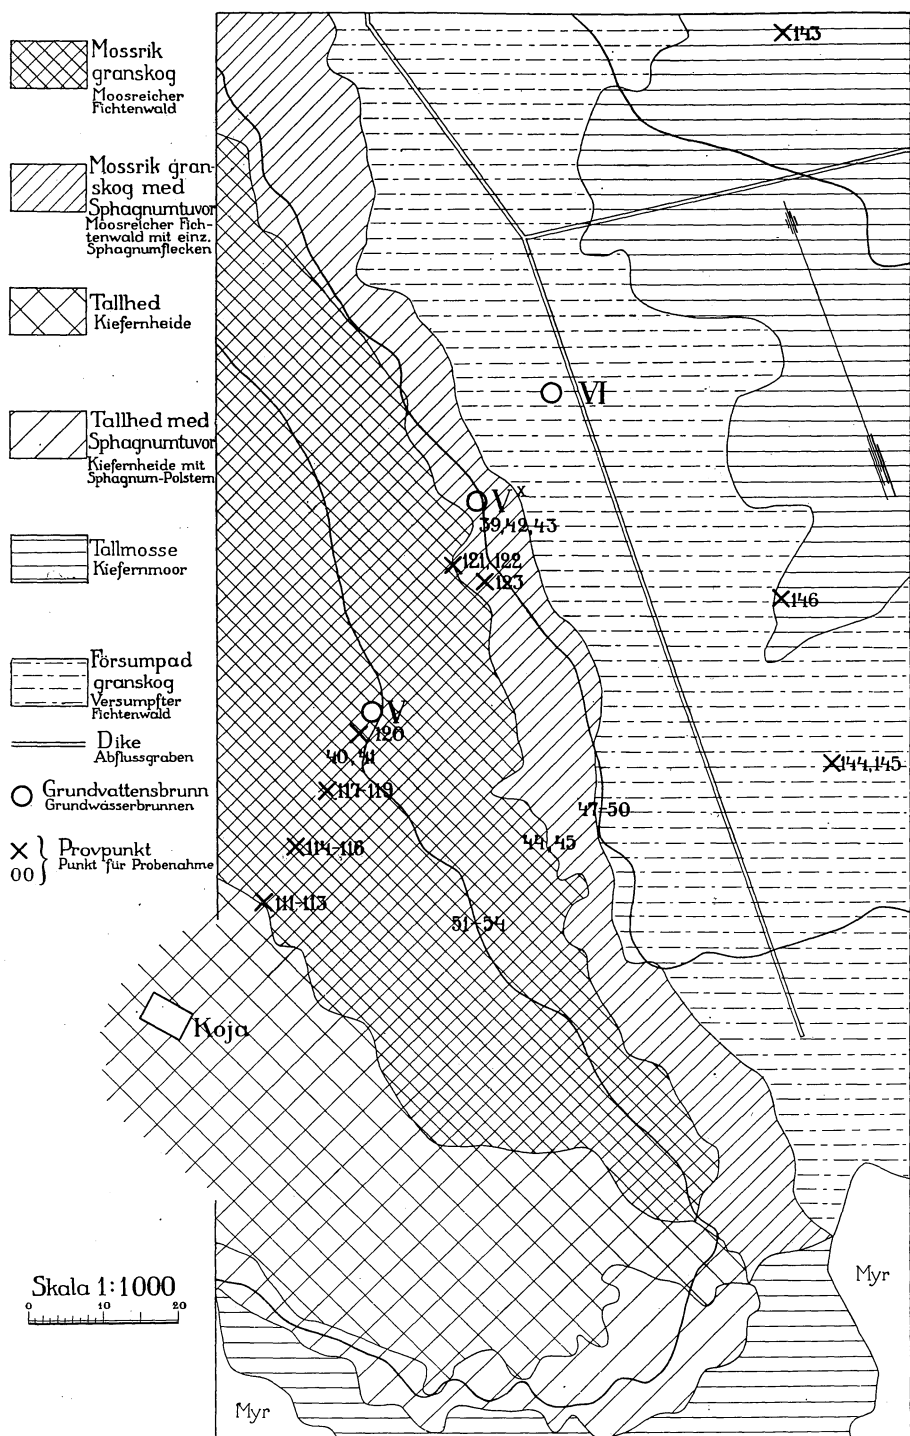 Mossrik
granskog
Moosreicher
Fichtenwald
Mossrik gran-
skog med
Sphagnumtuvor
Moosreicher Fich-
tenwald mit einz.
Sphagnumflecken
Tallhed
Kiefernheide
Tallhed med
Sphagnumtuvor
Kiefernheide mit
Sphagnum-Polstern
Tallmosse
Kiefernmoor
Försumpad
granskog
Versumpfter
Fichtenwald
Dike
Abflussgraben
Grundvattensbrunn
Grundwasserbrunnen
Provpunkt
Punkt für Probenahme
00
143
VI
V x
39,42,43
121,122
123
146
V
120
40,41
144,145
117-119
47-50
44,45
114-116
111-113
51-54
Koja
Skala 1:1000
0 10 20
Myr
Myr